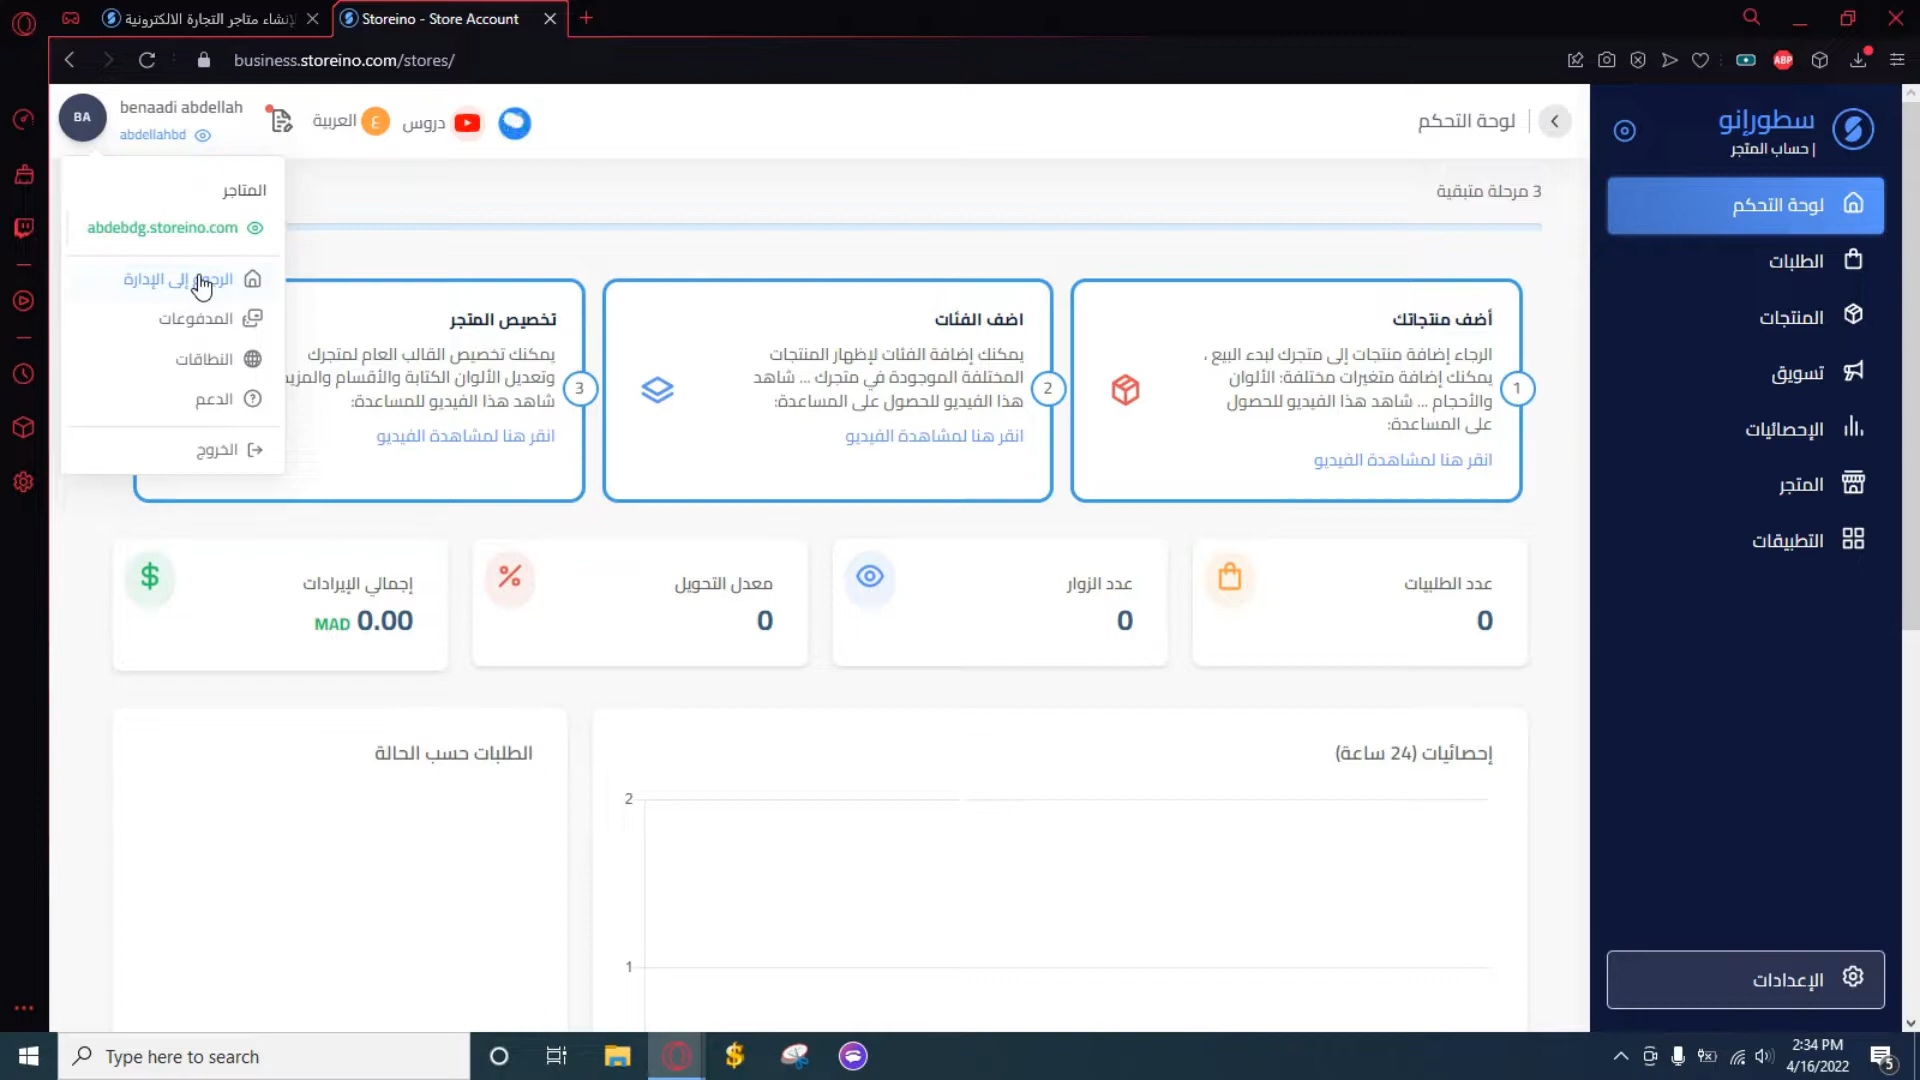 إنشاء متاجر التجارة الالكترونية
Storeino - Store Account
business.storeino.com/stores/
ABP
BA
benaadi abdellah
abdellahbd
العربية
ع
دروس
لوحة التحكم
سطورإنو
حساب المتجر |
المتاجر
abdebdg.storeino.com
الرجوع إلى الإدارة
المدفوعات
النطاقات
الدعم
الخروج
3 مرحلة متبقية
أضف منتجاتك
الرجاء إضافة منتجات إلى متجرك لبدء البيع ،
يمكنك إضافة متغيرات مختلفة: الألوان
والأحجام ... شاهد هذا الفيديو للحصول
على المساعدة:
انقر هنا لمشاهدة الفيديو
1
اضف الفئات
يمكنك إضافة الفئات لإظهار المنتجات
المختلفة الموجودة في متجرك ... شاهد
هذا الفيديو للحصول على المساعدة:
انقر هنا لمشاهدة الفيديو
2
تخصيص المتجر
يمكنك تخصيص القالب العام لمتجرك
وتعديل الألوان الكتابة والأقسام والمزيد
شاهد هذا الفيديو للمساعدة:
انقر هنا لمشاهدة الفيديو
3
عدد الطلبيات
0
عدد الزوار
0
معدل التحويل
0
إجمالي الإيرادات
MAD 0.00
إحصائيات (24 ساعة)
2
1
الطلبات حسب الحالة
لوحة التحكم
الطلبات
المنتجات
تسويق
الإحصائيات
المتجر
التطبيقات
الإعدادات
Type here to search
2:34 PM
4/16/2022
5